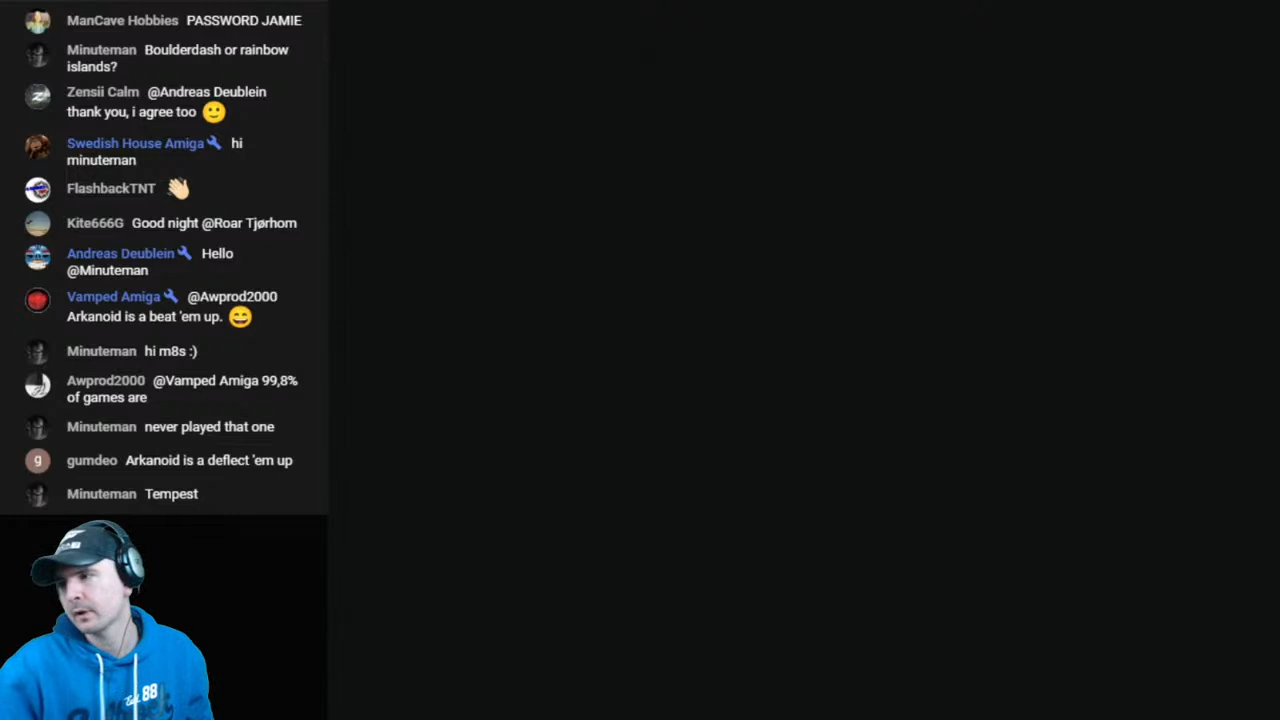 ManCave Hobbies PASSWORD JAMIE
Minuteman Boulderdash or rainbow
islands?
Zensii Calm @Andreas Deublein
thank you, i agree too
Swedish House Amiga hi
minuteman
FlashbackTNT
Kite666G Good night @Roar Tjørhom
Andreas Deublein Hello
@Minuteman
Vamped Amiga @Awprod2000
Arkanoid is a beat 'em up.
Minuteman hi m8s :)
Awprod2000 @Vamped Amiga 99,8%
of games are
Minuteman never played that one
g
gumdeo Arkanoid is a deflect 'em up
Minuteman Tempest
88